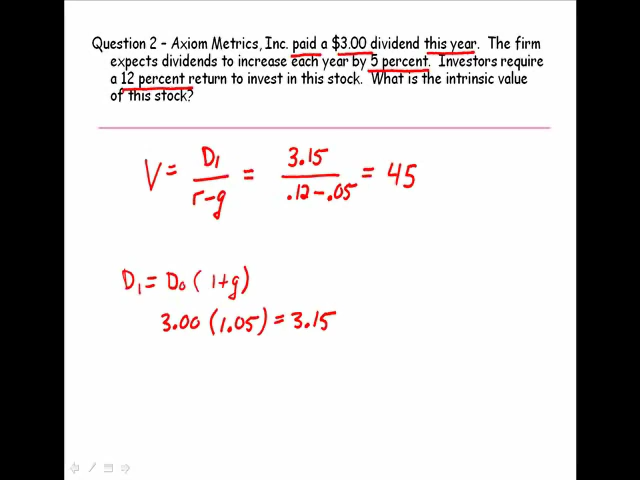 Question 2 – Axiom Metrics, Inc. paid a $3.00 dividend this year. The firm
expects dividends to increase each year by 5 percent. Investors require
a 12 percent return to invest in this stock. What is the intrinsic value
of this stock?
V = D1 / r-g = 3.15 / .12-.05 = 45
D1 = D0 ( 1+g )
3.00 (1.05) = 3.15